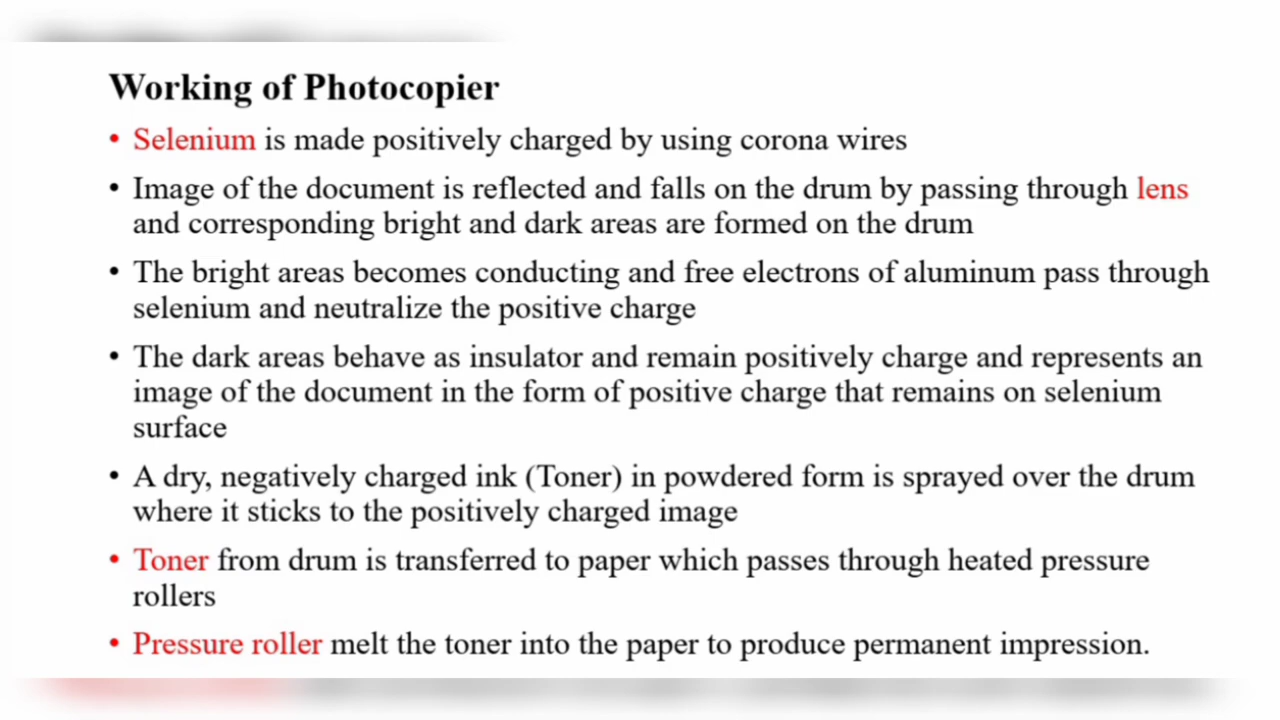 Working of Photocopier
• Selenium is made positively charged by using corona wires
• Image of the document is reflected and falls on the drum by passing through lens
and corresponding bright and dark areas are formed on the drum
• The bright areas becomes conducting and free electrons of aluminum pass through
selenium and neutralize the positive charge
• The dark areas behave as insulator and remain positively charge and represents an
image of the document in the form of positive charge that remains on selenium
surface
• A dry, negatively charged ink (Toner) in powdered form is sprayed over the drum
where it sticks to the positively charged image
• Toner from drum is transferred to paper which passes through heated pressure
rollers
• Pressure roller melt the toner into the paper to produce permanent impression.